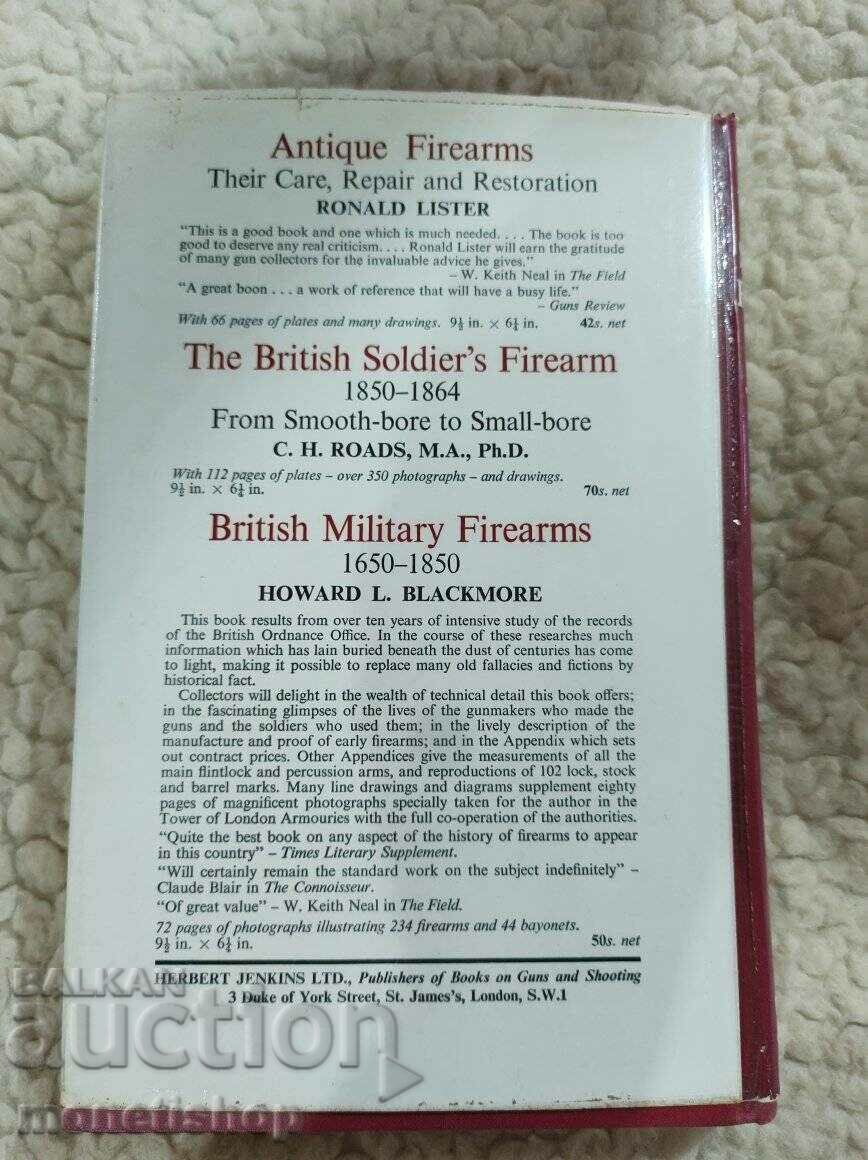 Antique Firearms
Their Care, Repair and Restoration
RONALD LISTER
"This is a good book and one which is much needed. . . . The book is too
good to deserve any real criticism. . . . Ronald Lister will earn the gratitude
of many gun collectors for the invaluable advice he gives."
– W. Keith Neal in The Field
"A great boon . . . a work of reference that will have a busy life."
– Guns Review
With 66 pages of plates and many drawings. 9½ in. × 6¼ in. 42s. net
The British Soldier's Firearm
1850–1864
From Smooth-bore to Small-bore
C. H. ROADS, M.A., Ph.D.
With 112 pages of plates – over 350 photographs – and drawings.
9½ in. × 6¼ in. 70s. net
British Military Firearms
1650–1850
HOWARD L. BLACKMORE
This book results from over ten years of intensive study of the records
of the British Ordnance Office. In the course of these researches much
information which has lain buried beneath the dust of centuries has come
to light, making it possible to replace many old fallacies and fictions by
historical fact.
Collectors will delight in the wealth of technical detail this book offers;
in the fascinating glimpses of the lives of the gunmakers who made the
guns and the soldiers who used them; in the lively description of the
manufacture and proof of early firearms; and in the Appendix which sets
out contract prices. Other Appendices give the measurements of all the
main flintlock and percussion arms, and reproductions of 102 lock, stock
and barrel marks. Many line drawings and diagrams supplement eighty
pages of magnificent photographs specially taken for the author in the
Tower of London Armouries with the full co-operation of the authorities.
"Quite the best book on any aspect of the history of firearms to appear
in this country" – Times Literary Supplement.
"Will certainly remain the standard work on the subject indefinitely" –
Claude Blair in The Connoisseur.
"Of great value" – W. Keith Neal in The Field.
72 pages of photographs illustrating 234 firearms and 44 bayonets.
9½ in. × 6¼ in. 50s. net
HERBERT JENKINS LTD., Publishers of Books on Guns and Shooting
3 Duke of York Street, St. James's, London, S.W.1
BALKAN
auction
monetishop